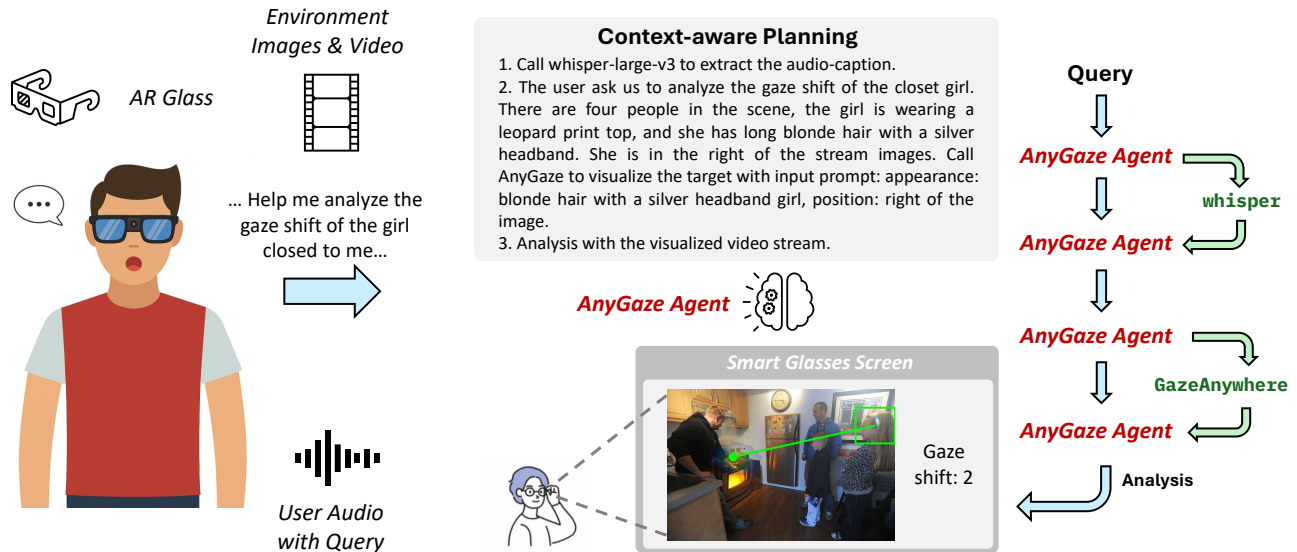 Environment
Images & Video
AR Glass
... Help me analyze the
gaze shift of the girl
closed to me...
User Audio
with Query
Context-aware Planning
1. Call whisper-large-v3 to extract the audio-caption.
2. The user ask us to analyze the gaze shift of the closet girl.
There are four people in the scene, the girl is wearing a
leopard print top, and she has long blonde hair with a silver
headband. She is in the right of the stream images. Call
AnyGaze to visualize the target with input prompt: appearance:
blonde hair with a silver headband girl, position: right of the
image.
3. Analysis with the visualized video stream.
AnyGaze Agent
Smart Glasses Screen
Gaze
shift: 2
Query
AnyGaze Agent
whisper
AnyGaze Agent
AnyGaze Agent
GazeAnywhere
AnyGaze Agent
Analysis